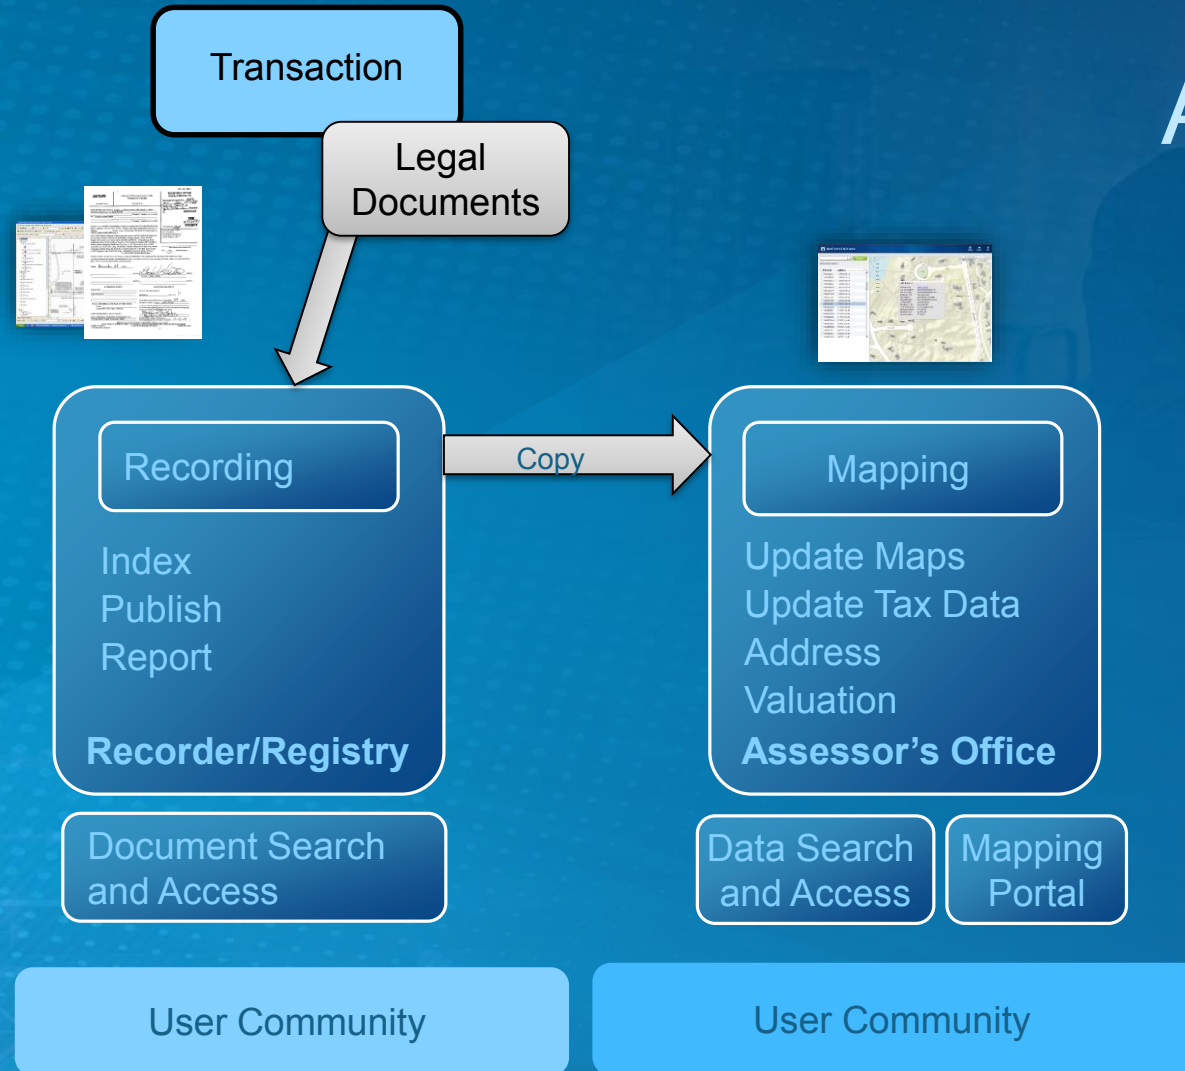 Transaction
A
Legal
Documents
Recording
Copy
Mapping
Index
Publish
Report
Recorder/Registry
Update Maps
Update Tax Data
Address
Valuation
Assessor’s Office
Document Search
and Access
Data Search
and Access
Mapping
Portal
User Community
User Community